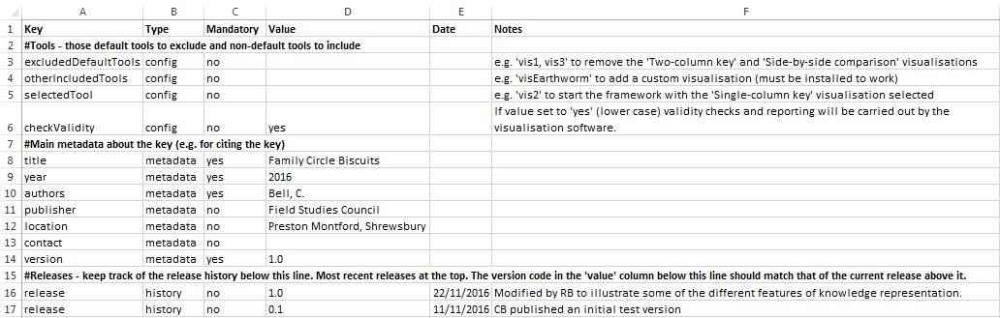 A B C D E F
1 Key Type Mandatory Value Date Notes
2 #Tools - those default tools to exclude and non-default tools to include
3 excludedDefaultTools config no e.g. 'vis1, vis3' to remove the 'Two-column key' and 'Side-by-side comparison' visualisations
4 otherIncludedTools config no e.g. 'visEarthworm' to add a custom visualisation (must be installed to work)
5 selectedTool config no e.g. 'vis2' to start the framework with the 'Single-column key' visualisation selected
If value set to 'yes' (lower case) validity checks and reporting will be carried out by the
6 checkValidity config no yes visualisation software.
7 #Main metadata about the key (e.g. for citing the key)
8 title metadata yes Family Circle Biscuits
9 year metadata yes 2016
10 authors metadata yes Bell, C.
11 publisher metadata no Field Studies Council
12 location metadata no Preston Montford, Shrewsbury
13 contact metadata no
14 version metadata yes 1.0
15 #Releases - keep track of the release history below this line. Most recent releases at the top. The version code in the 'value' column below this line should match that of the current release above it.
16 release history no 1.0 22/11/2016 Modified by RB to illustrate some of the different features of knowledge representation.
17 release history no 0.1 11/11/2016 CB published an initial test version